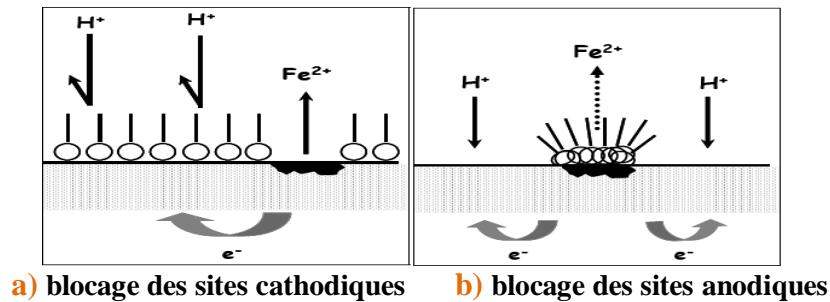 H⁺ H⁺
Fe²⁺
e⁻
Fe²⁺
H⁺ H⁺
e⁻ e⁻
a) blocage des sites cathodiques
b) blocage des sites anodiques